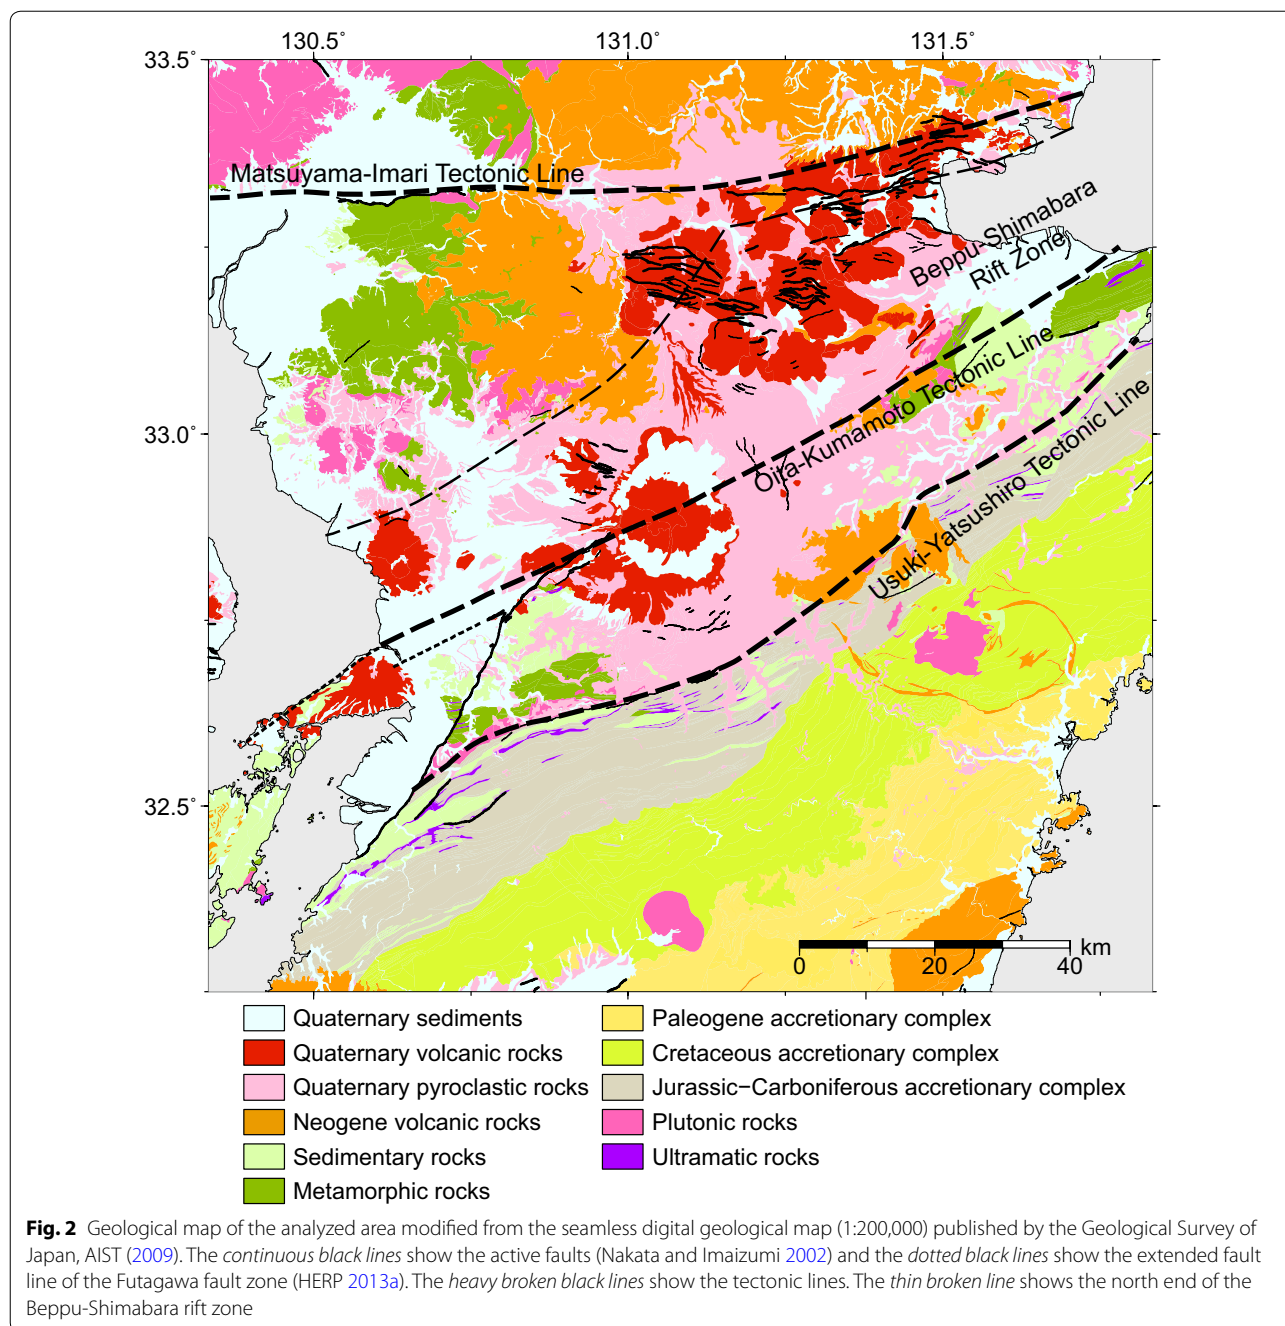 130.5° 131.0° 131.5°
33.5°
Matsuyama-Imari Tectonic Line
Beppu-Shimabara
Rift Zone
33.0°
Oita-Kumamoto Tectonic Line
Usuki-Yatsushiro Tectonic Line
32.5°
km
0 20 40
Quaternary sediments
Quaternary volcanic rocks
Quaternary pyroclastic rocks
Neogene volcanic rocks
Sedimentary rocks
Metamorphic rocks
Paleogene accretionary complex
Cretaceous accretionary complex
Jurassic−Carboniferous accretionary complex
Plutonic rocks
Ultramatic rocks
Fig. 2 Geological map of the analyzed area modified from the seamless digital geological map (1:200,000) published by the Geological Survey of
Japan, AIST (2009). The continuous black lines show the active faults (Nakata and Imaizumi 2002) and the dotted black lines show the extended fault
line of the Futagawa fault zone (HERP 2013a). The heavy broken black lines show the tectonic lines. The thin broken line shows the north end of the
Beppu-Shimabara rift zone